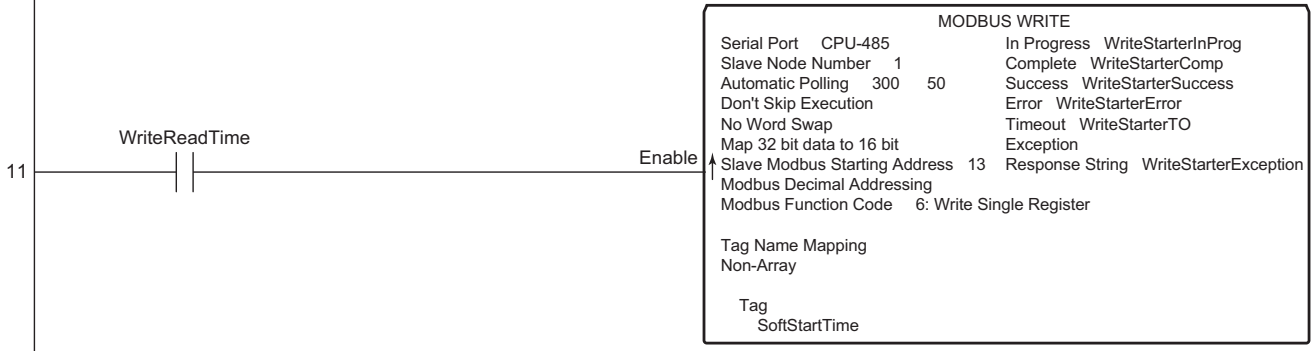 MODBUS WRITE
Serial Port CPU-485 In Progress WriteStarterInProg
Slave Node Number 1 Complete WriteStarterComp
Automatic Polling 300 50 Success WriteStarterSuccess
Don't Skip Execution Error WriteStarterError
No Word Swap Timeout WriteStarterTO
WriteReadTime
Map 32 bit data to 16 bit Exception
Enable
11
Slave Modbus Starting Address 13 Response String WriteStarterException
Modbus Decimal Addressing
Modbus Function Code 6: Write Single Register
Tag Name Mapping
Non-Array
Tag
SoftStartTime